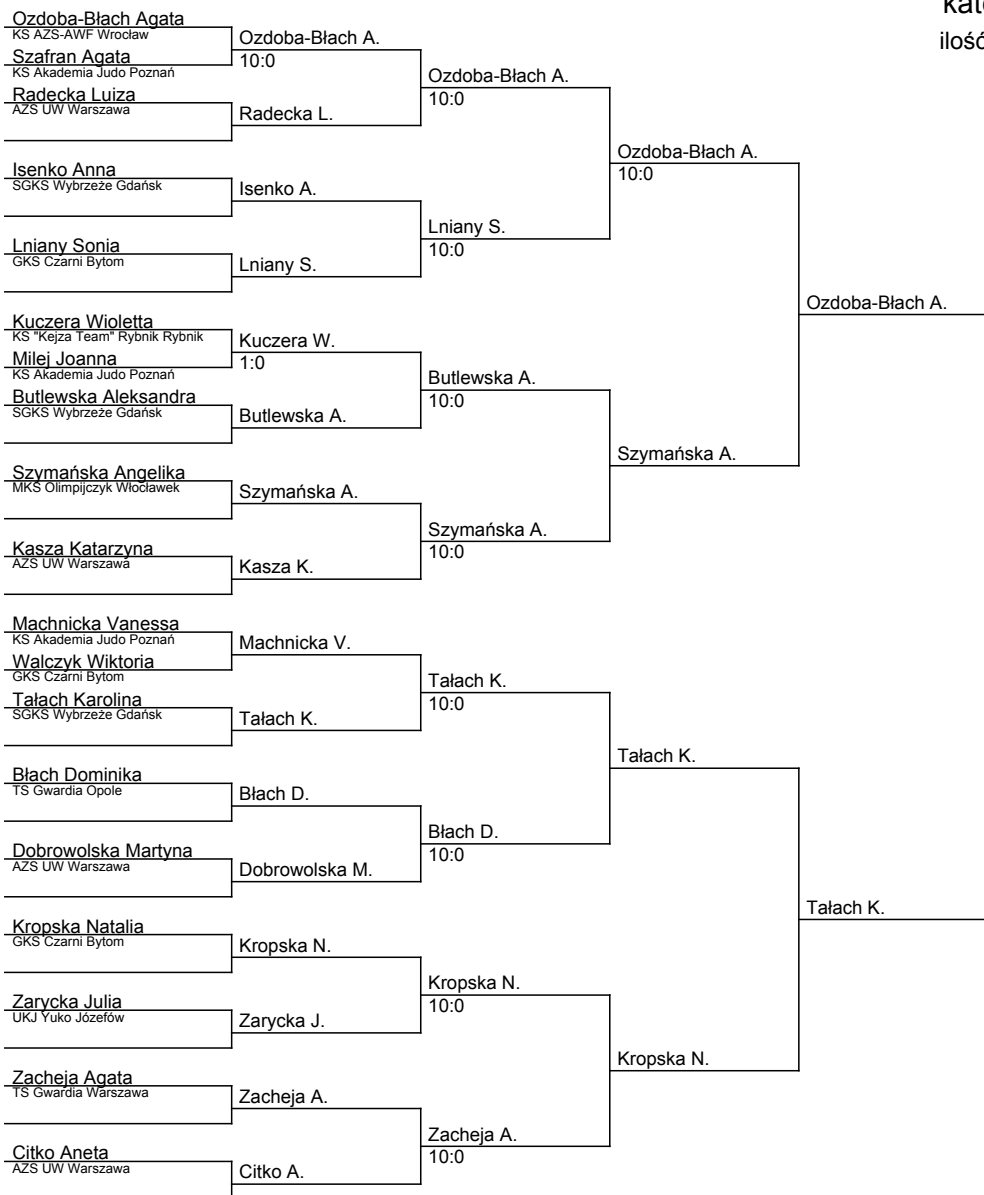 kate
ilość
Ozdoba-Błach Agata
KS AZS-AWF Wrocław
Szafran Agata
KS Akademia Judo Poznań
Radecka Luiza
AZS UW Warszawa
Isenko Anna
SGKS Wybrzeże Gdańsk
Lniany Sonia
GKS Czarni Bytom
Kuczera Wioletta
KS "Kejza Team" Rybnik Rybnik
Milej Joanna
KS Akademia Judo Poznań
Butlewska Aleksandra
SGKS Wybrzeże Gdańsk
Szymańska Angelika
MKS Olimpijczyk Włocławek
Kasza Katarzyna
AZS UW Warszawa
Machnicka Vanessa
KS Akademia Judo Poznań
Walczyk Wiktoria
GKS Czarni Bytom
Tałach Karolina
SGKS Wybrzeże Gdańsk
Błach Dominika
TS Gwardia Opole
Dobrowolska Martyna
AZS UW Warszawa
Kropska Natalia
GKS Czarni Bytom
Zarycka Julia
UKJ Yuko Józefów
Zacheja Agata
TS Gwardia Warszawa
Citko Aneta
AZS UW Warszawa
Ozdoba-Błach A.
10:0
Radecka L.
Isenko A.
Lniany S.
Kuczera W.
1:0
Butlewska A.
Szymańska A.
Kasza K.
Machnicka V.
Tałach K.
Błach D.
Dobrowolska M.
Kropska N.
Zarycka J.
Zacheja A.
Citko A.
Ozdoba-Błach A.
10:0
Lniany S.
10:0
Butlewska A.
10:0
Szymańska A.
10:0
Tałach K.
10:0
Błach D.
10:0
Kropska N.
10:0
Zacheja A.
10:0
Ozdoba-Błach A.
10:0
Szymańska A.
Tałach K.
Kropska N.
Ozdoba-Błach A.
Tałach K.